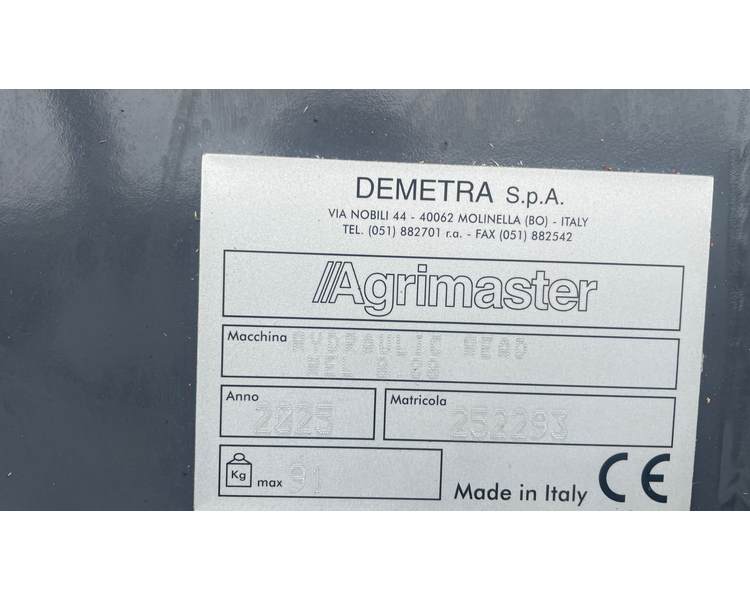 DEMETRA S.p.A.
VIA NOBILI 44 - 40062 MOLINELLA (BO) - ITALY
TEL. (051) 882701 r.a. - FAX (051) 882542
Agrimaster
Macchina HYDRAULIC HEAD
Anno 2025 Matricola 252293
Kg max 91
Made in Italy CE